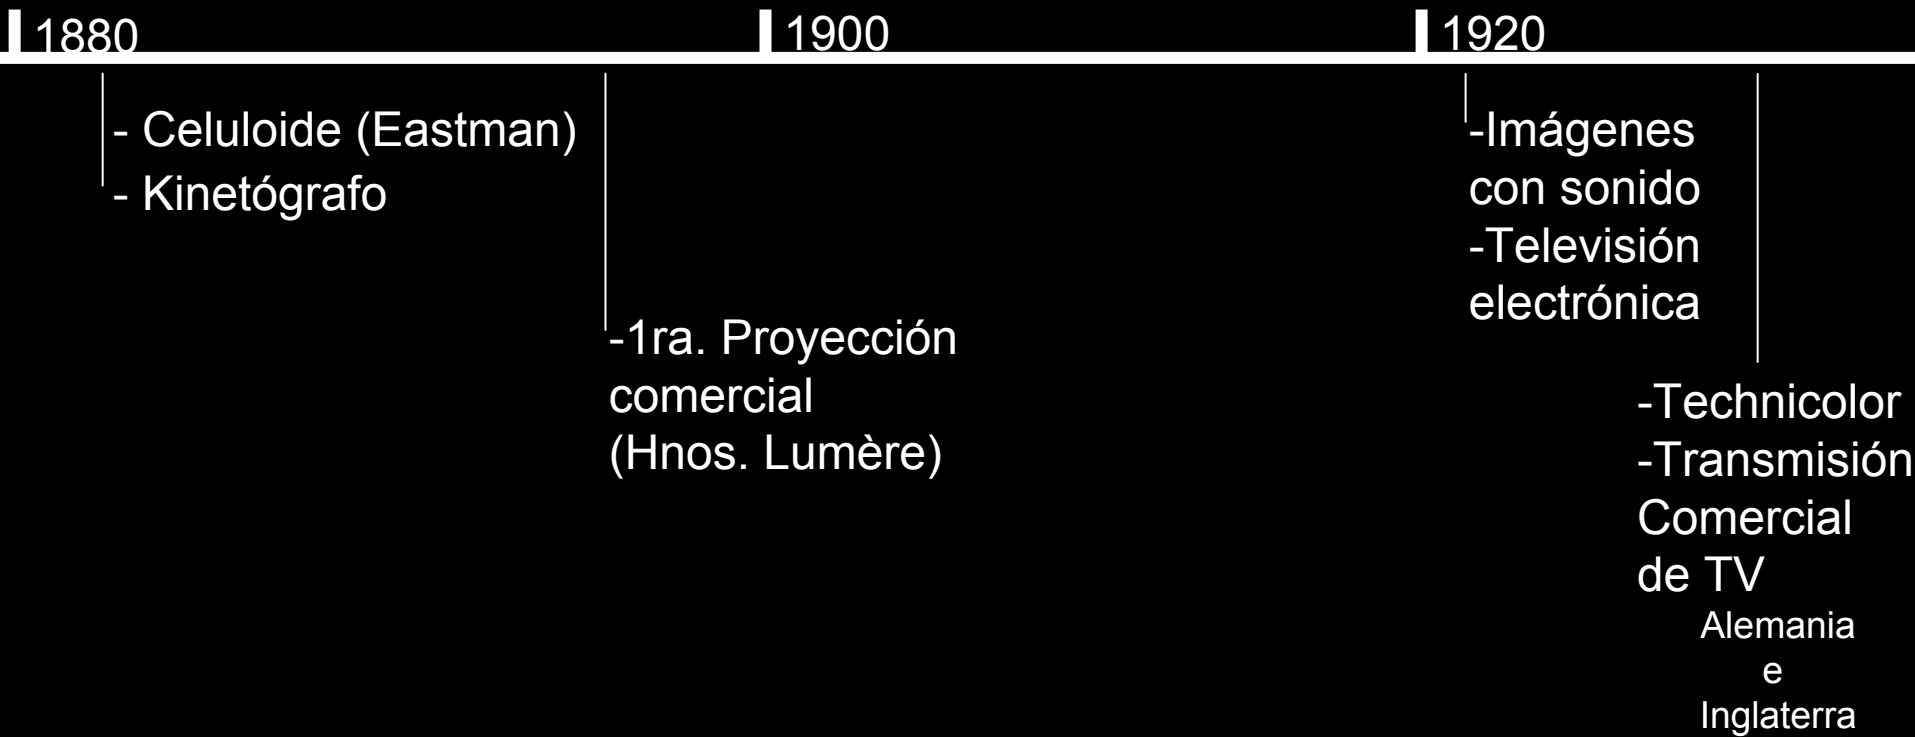 1880
1900
1920
- Celuloide (Eastman)
- Kinetógrafo
-1ra. Proyección
comercial
(Hnos. Lumère)
-Imágenes
con sonido
-Televisión
electrónica
-Technicolor
-Transmisión
Comercial
de TV
Alemania
e
Inglaterra